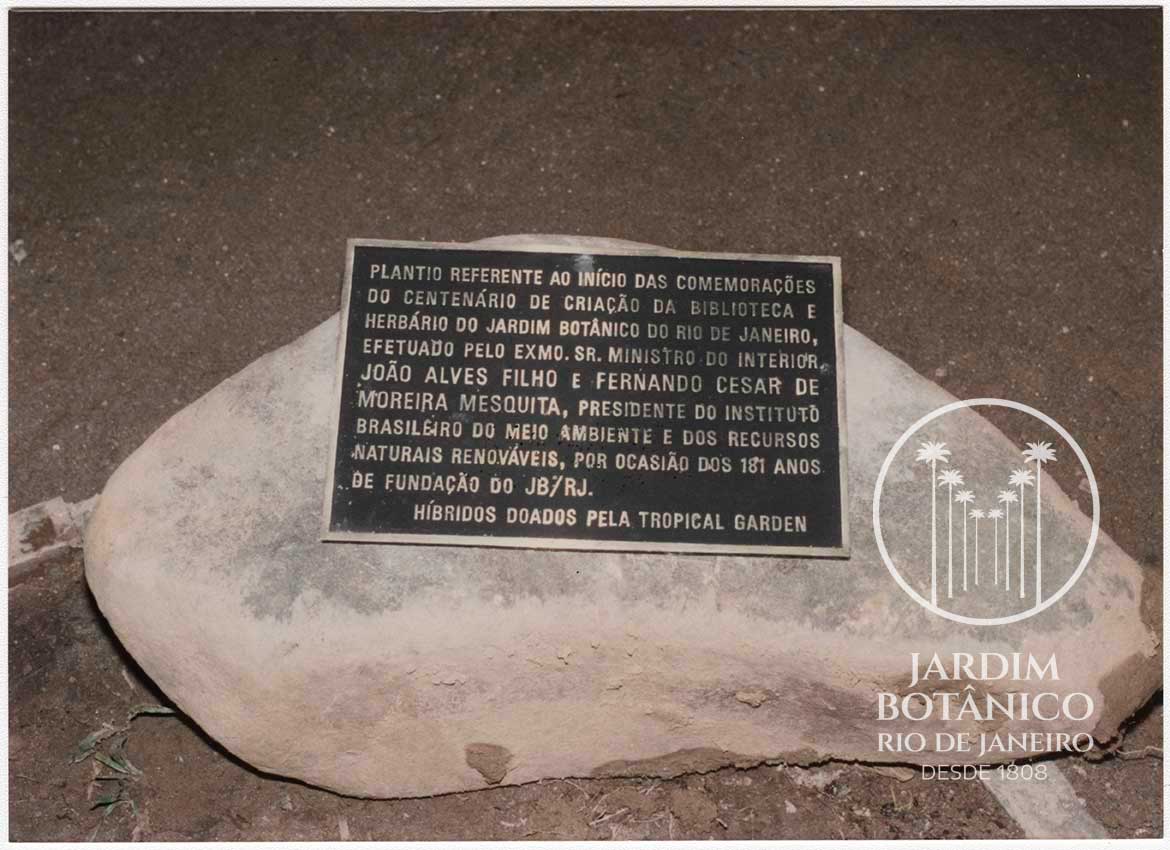 PLANTIO REFERENTE AO INÍCIO DAS COMEMORAÇÕES
DO CENTENÁRIO DE CRIAÇÃO DA BIBLIOTECA E
HERBÁRIO DO JARDIM BOTÂNICO DO RIO DE JANEIRO,
EFETUADO PELO EXMO. SR. MINISTRO DO INTERIOR
JOÃO ALVES FILHO E FERNANDO CESAR DE
MOREIRA MESQUITA, PRESIDENTE DO INSTITUTO
BRASILEIRO DO MEIO AMBIENTE E DOS RECURSOS
NATURAIS RENOVÁVEIS, POR OCASIÃO DOS 181 ANOS
DE FUNDAÇÃO DO JB/RJ.
HÍBRIDOS DOADOS PELA TROPICAL GARDEN
JARDIM
BOTÂNICO
RIO DE JANEIRO
DESDE 1808